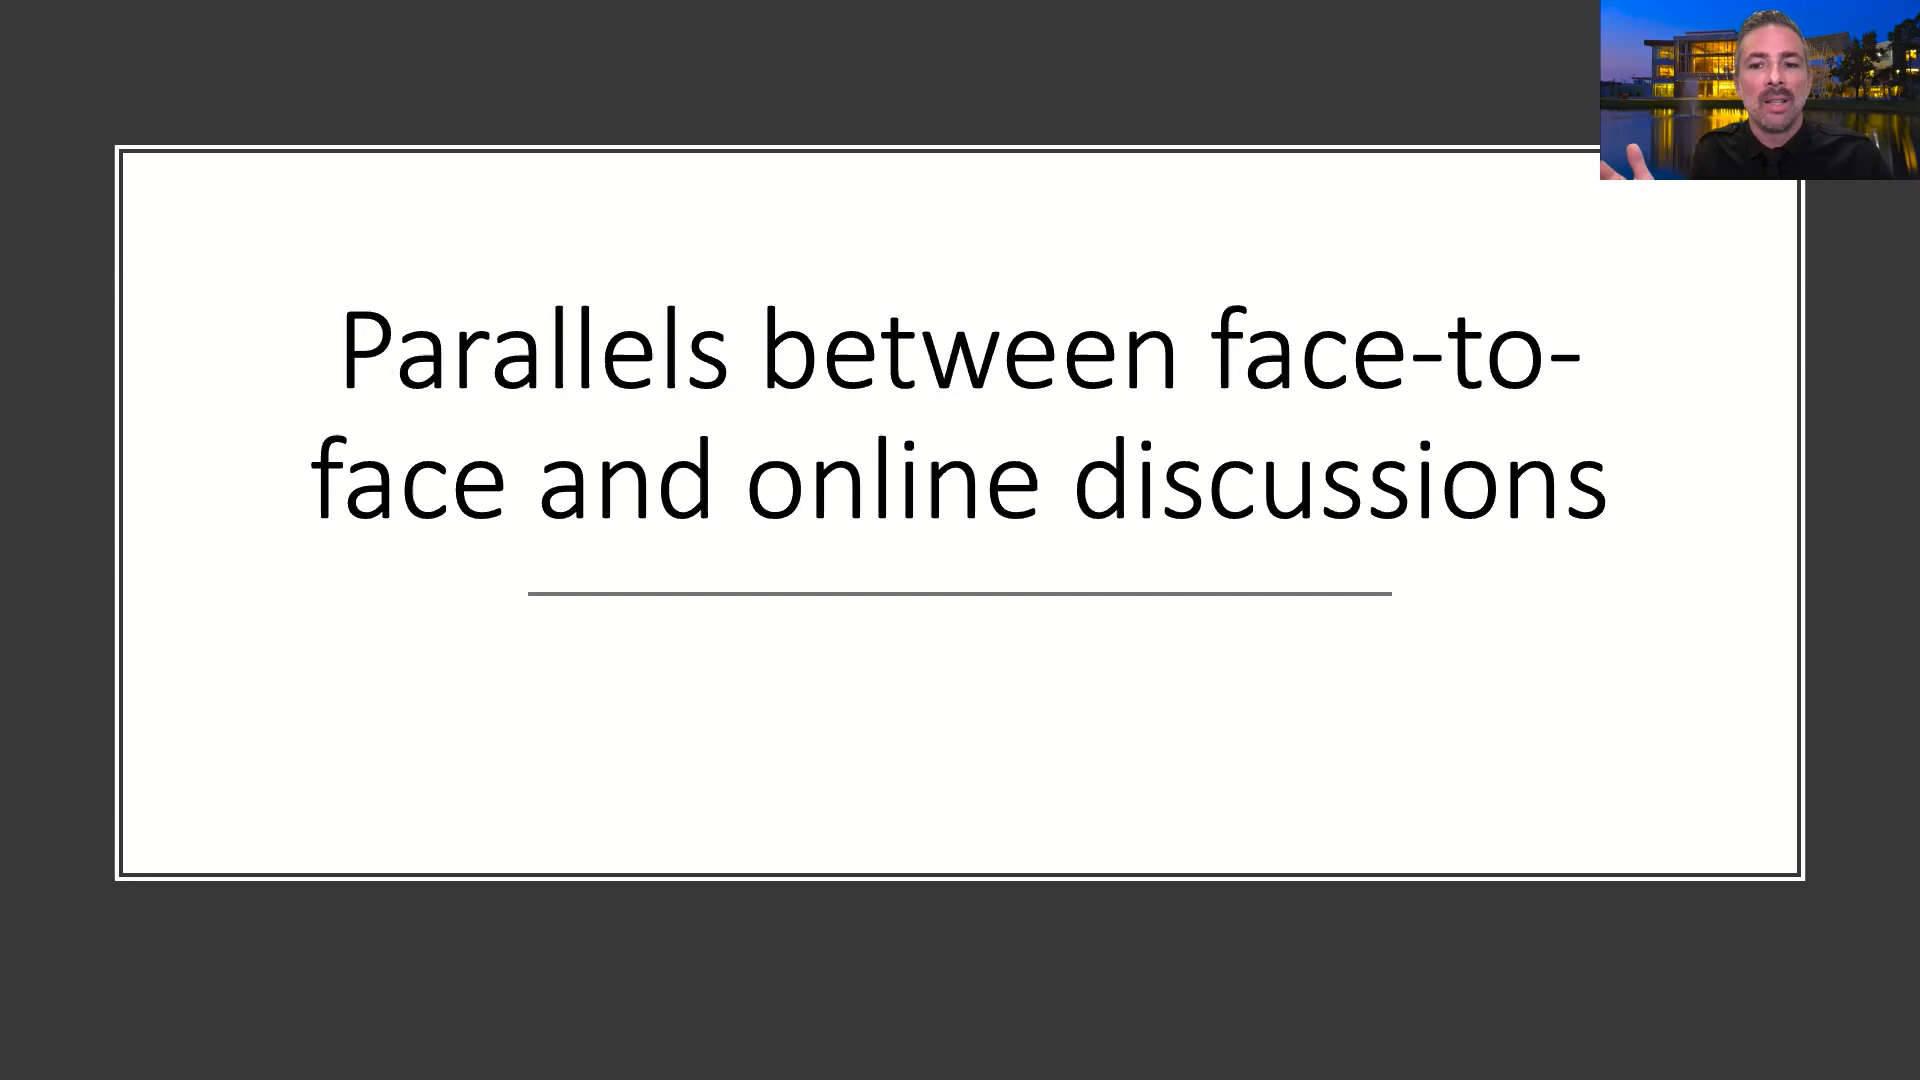 Parallels between face-to-
face and online discussions